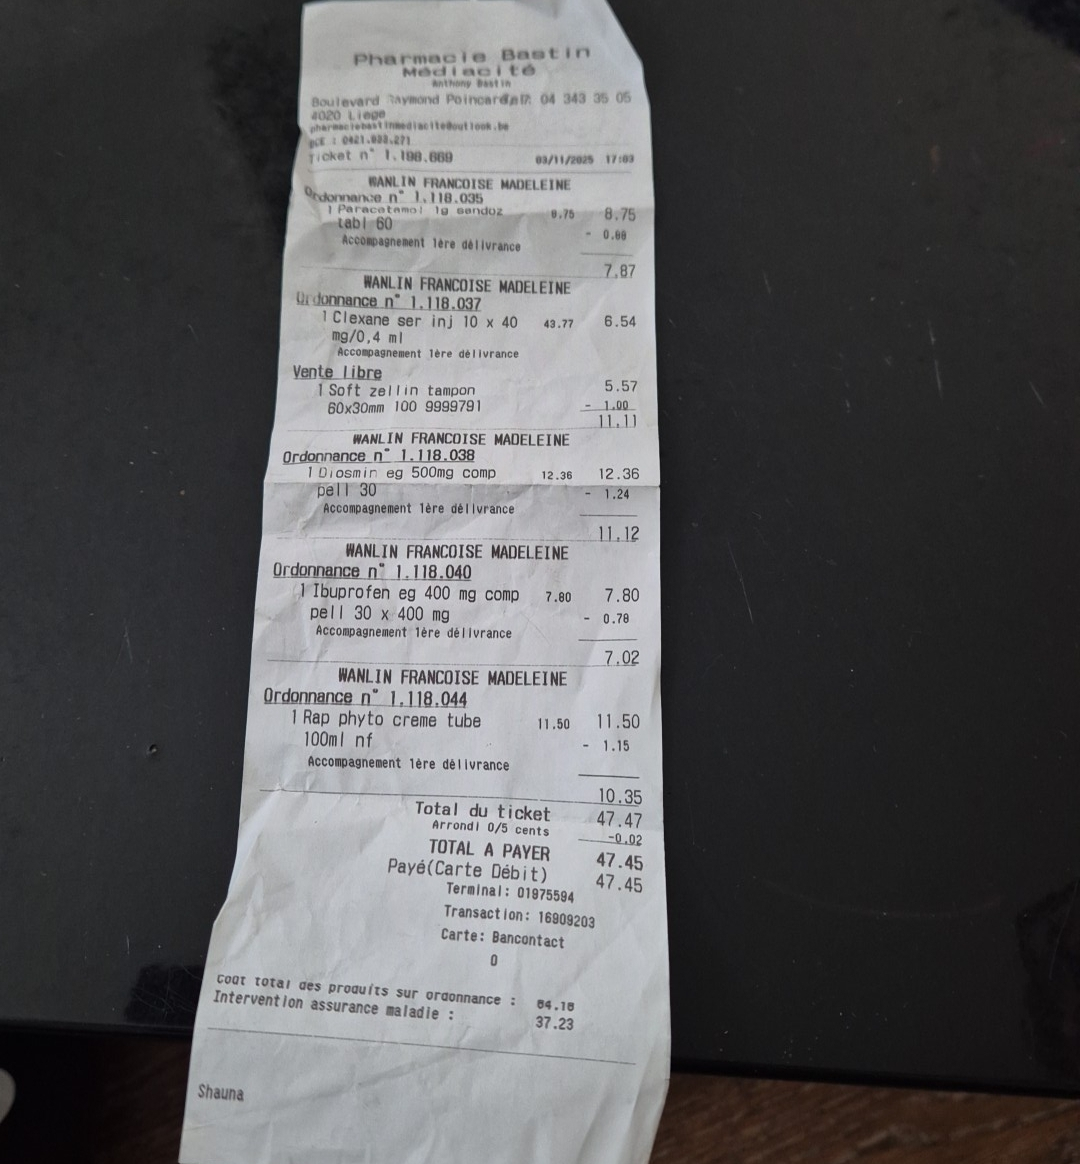 Pharmacie Bastin
Médiacité
Anthony Bastin
Boulevard Raymond Poincaré 7 04 343 35 05
4020 Liege
pharmaciebastinmediacite@outlook.be
BCE :
Ticket n° 1.198.669 03/11/2025 17:03
WANLIN FRANCOISE MADELEINE
Ordonnance n° 1.118.035
1 Paracetamol 1g sandoz 8.75 8.75
tabl 60 - 0.88
Accompagnement 1ère délivrance
7.87
WANLIN FRANCOISE MADELEINE
Ordonnance n° 1.118.037
1 Clexane ser inj 10 x 40 43.77 6.54
mg/0,4 ml
Accompagnement 1ère délivrance
Vente libre
1 Soft zellin tampon 5.57
60x30mm 100 9999791 - 1.00
11.11
WANLIN FRANCOISE MADELEINE
Ordonnance n° 1.118.038
1 Diosmin eg 500mg comp 12.36 12.36
pell 30 - 1.24
Accompagnement 1ère délivrance
11.12
WANLIN FRANCOISE MADELEINE
Ordonnance n° 1.118.040
1 Ibuprofen eg 400 mg comp 7.80 7.80
pell 30 x 400 mg - 0.78
Accompagnement 1ère délivrance
7.02
WANLIN FRANCOISE MADELEINE
Ordonnance n° 1.118.044
1 Rap phyto creme tube 11.50 11.50
100ml nf - 1.15
Accompagnement 1ère délivrance
10.35
Total du ticket 47.47
Arrondi 0/5 cents -0.02
TOTAL A PAYER 47.45
Payé(Carte Débit) 47.45
Terminal: 01975594
Transaction: 16909203
Carte: Bancontact
0
Coût total des produits sur ordonnance : 84.18
Intervention assurance maladie : 37.23
Shauna